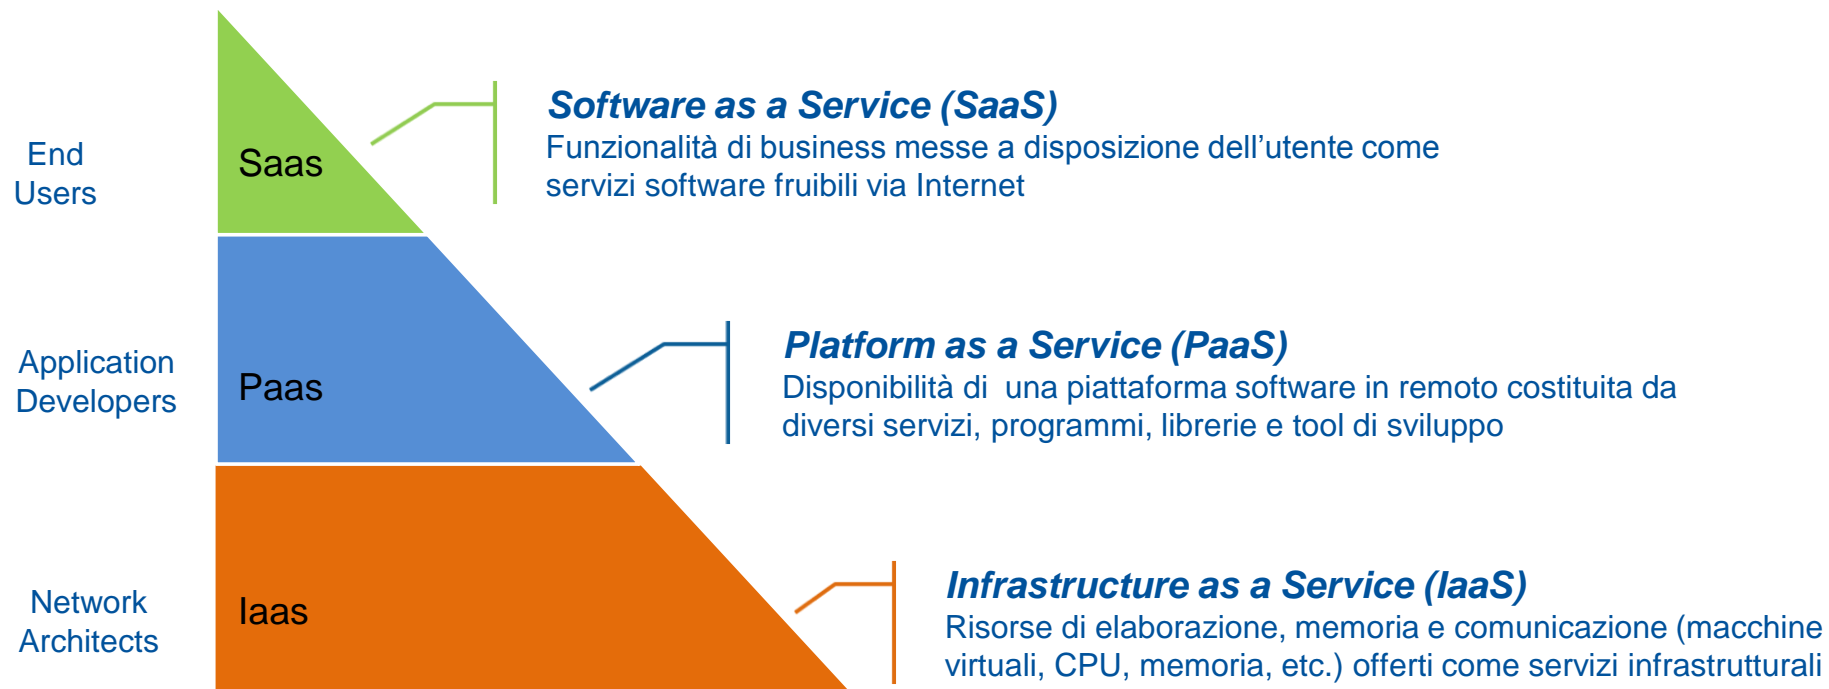 End
Users
Saas
Software as a Service (SaaS)
Funzionalità di business messe a disposizione dell’utente come
servizi software fruibili via Internet
Application
Developers
Paas
Platform as a Service (PaaS)
Disponibilità di  una piattaforma software in remoto costituita da
diversi servizi, programmi, librerie e tool di sviluppo
Network
Architects
Iaas
Infrastructure as a Service (IaaS)
Risorse di elaborazione, memoria e comunicazione (macchine
virtuali, CPU, memoria, etc.) offerti come servizi infrastrutturali